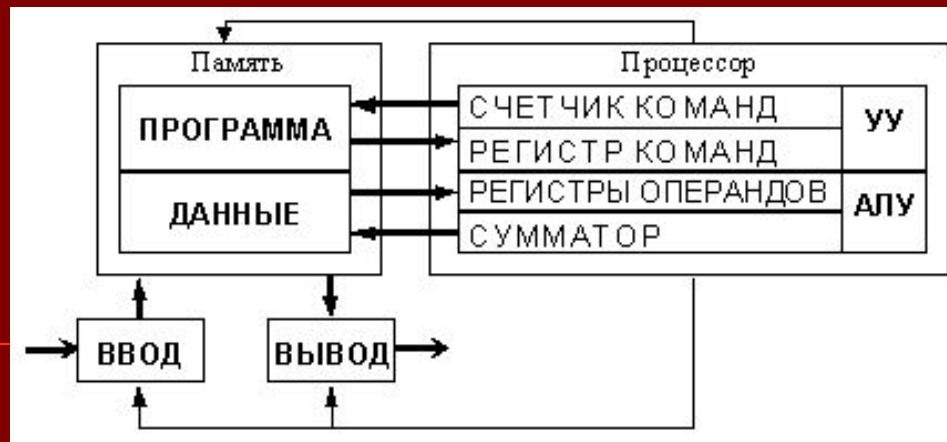 Память
Процессор
ПРОГРАММА
ДАННЫЕ
СЧЕТЧИК КОМАНД
РЕГИСТР КОМАНД
УУ
РЕГИСТРЫ ОПЕРАНДОВ
СУММАТОР
АЛУ
ВВОД
ВЫВОД